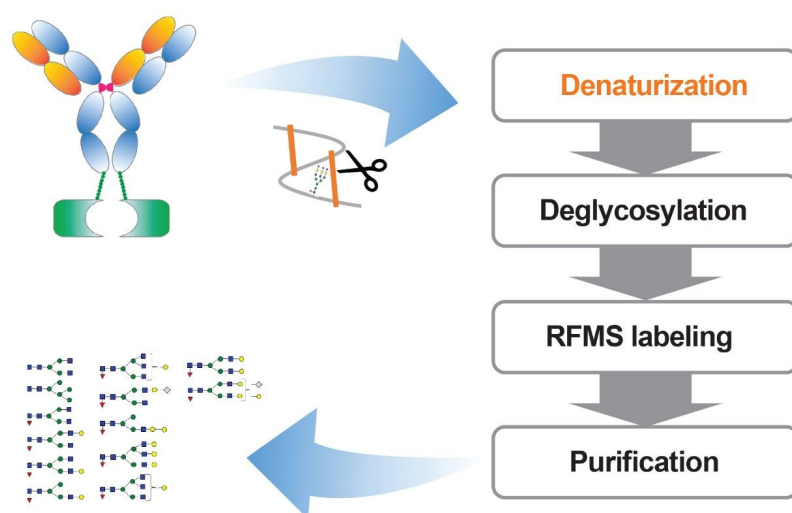 Denaturization
Deglycosylation
RFMS labeling
Purification